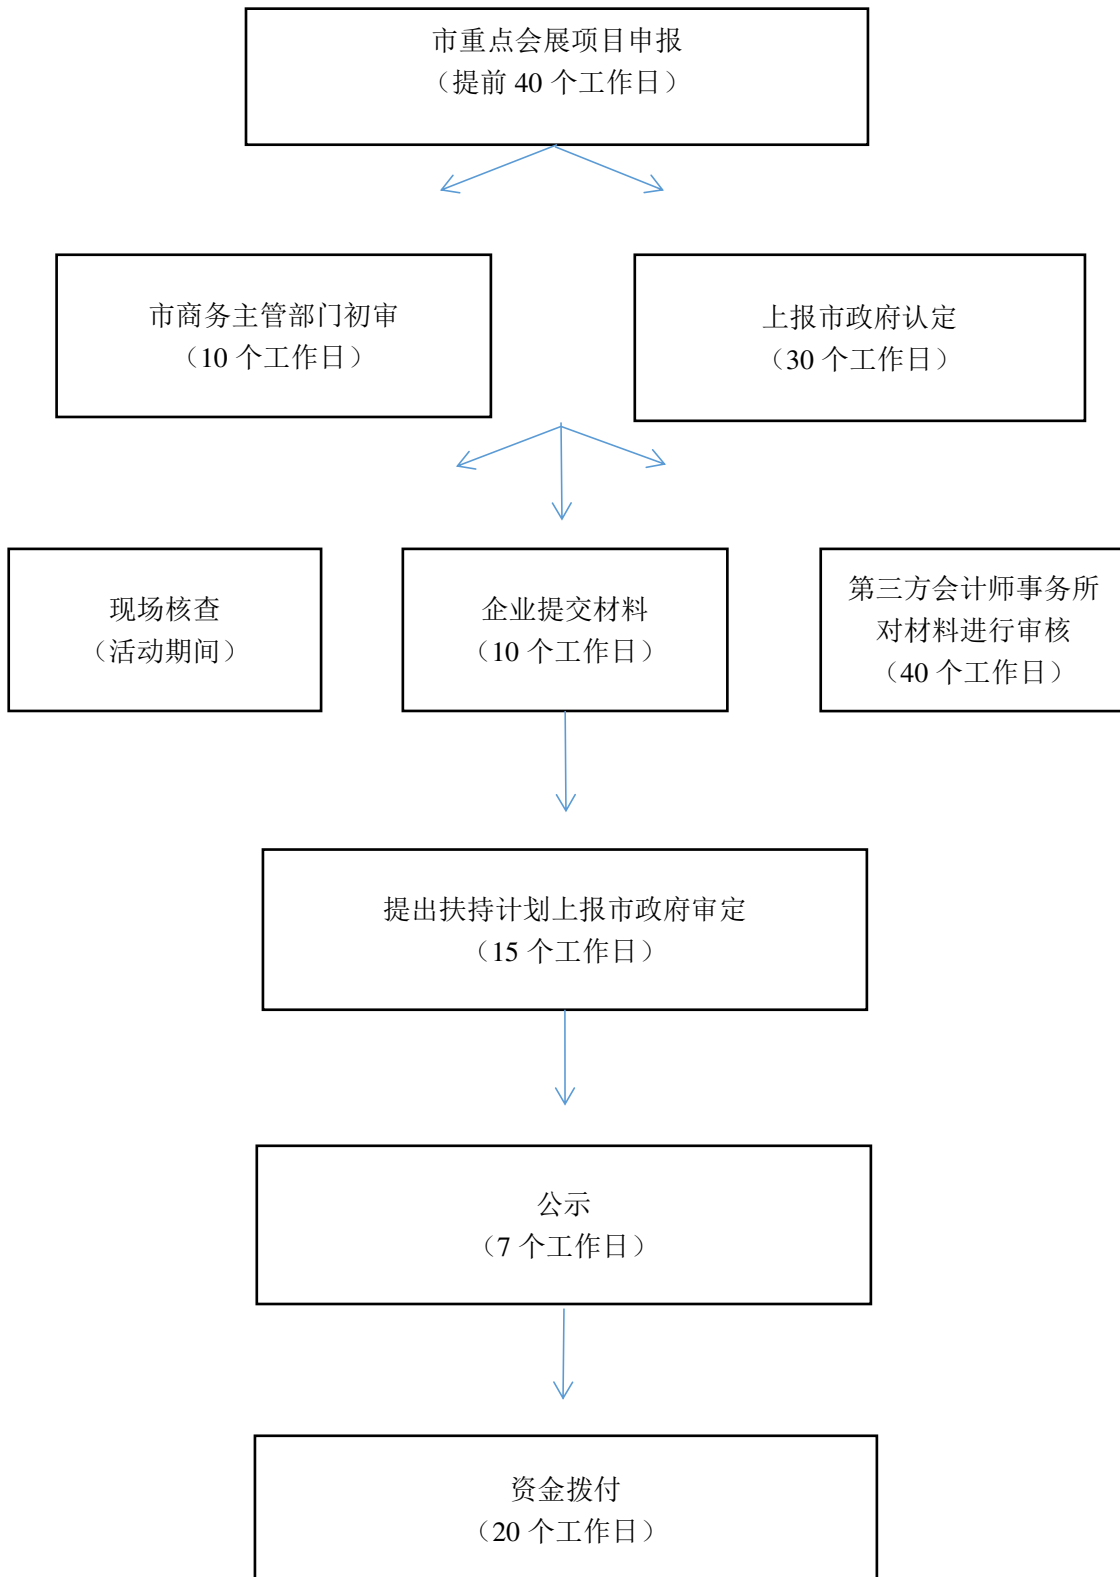 市重点会展项目申报
（提前 40 个工作日）
市商务主管部门初审
（10 个工作日）
上报市政府认定
（30 个工作日）
现场核查
（活动期间）
企业提交材料
（10 个工作日）
第三方会计师事务所
对材料进行审核
（40 个工作日）
提出扶持计划上报市政府审定
（15 个工作日）
公示
（7 个工作日）
资金拨付
（20 个工作日）